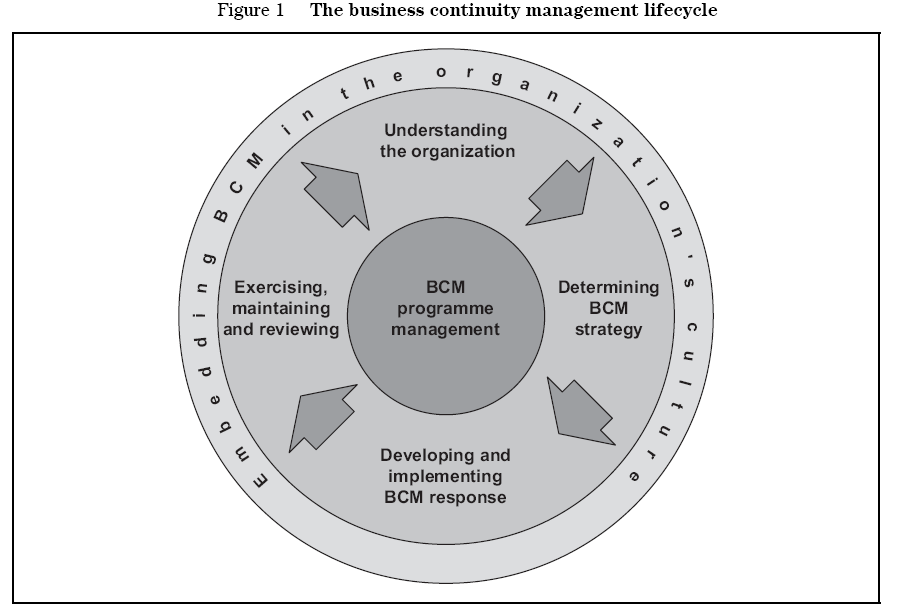 Figure 1 The business continuity management lifecycle
Embedding BCM in the organization's culture
Understanding
the organization
Exercising,
maintaining
and reviewing
BCM
programme
management
Determining
BCM
strategy
Developing and
implementing
BCM response